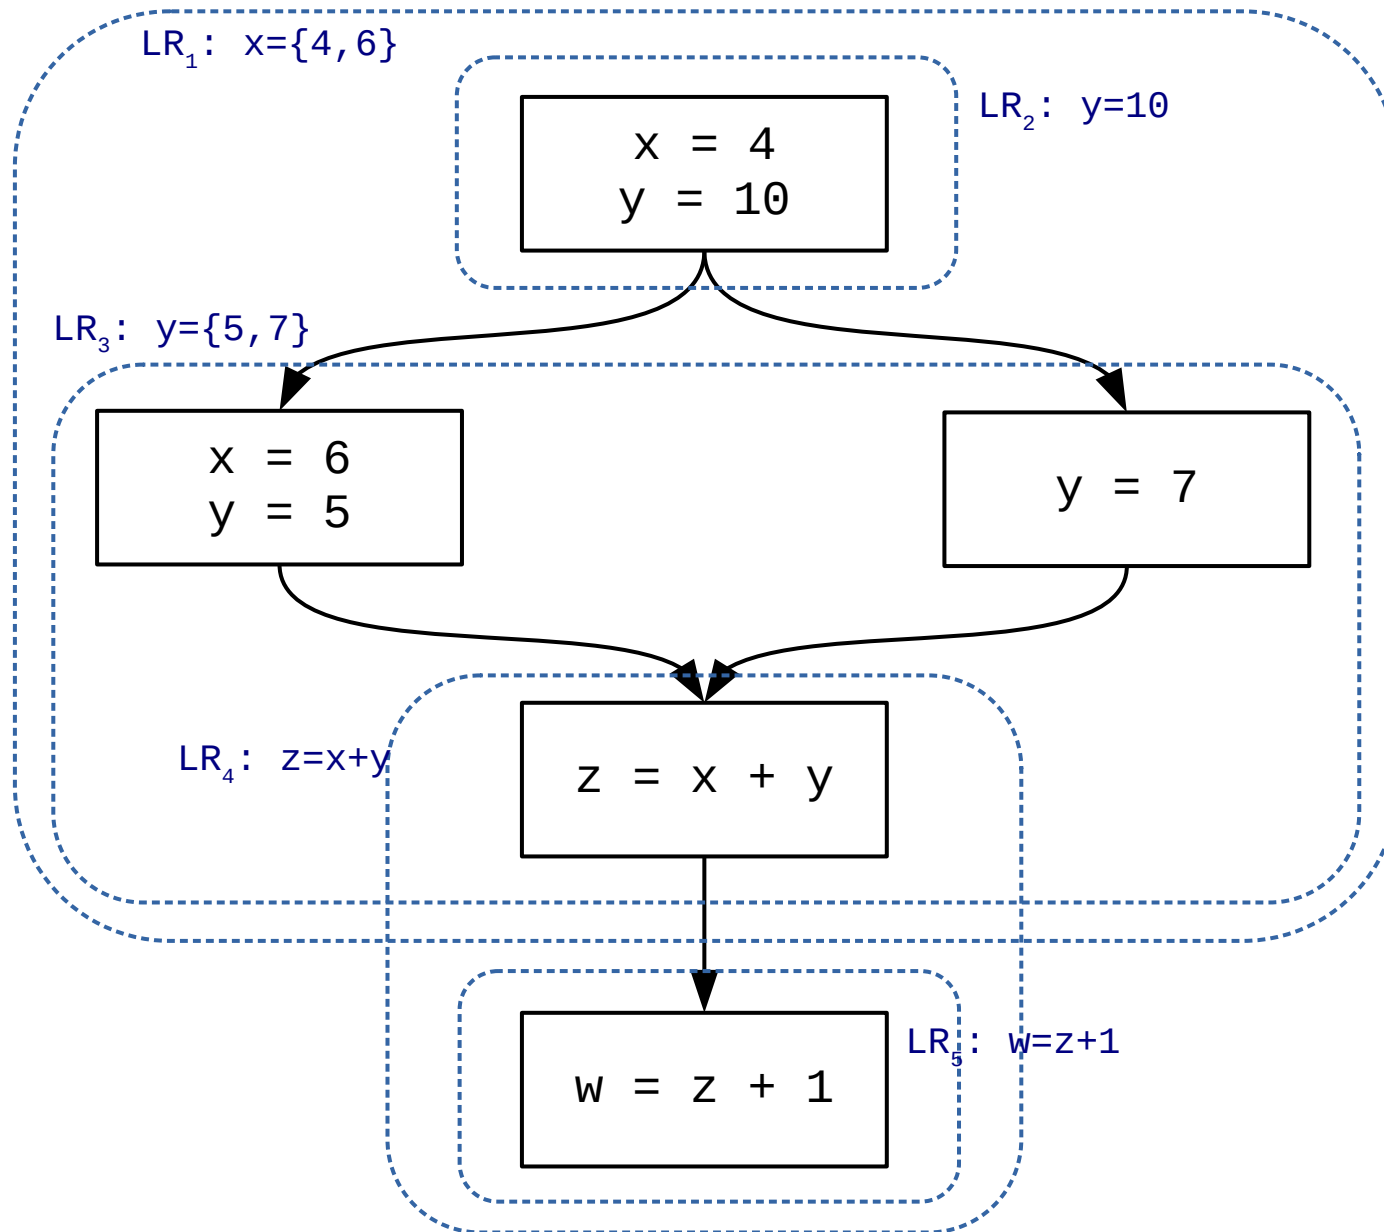 LR₁: x={4,6}
LR₂: y=10
x = 4
y = 10
LR₃: y={5,7}
x = 6
y = 5
y = 7
LR₄: z=x+y
z = x + y
LR₅: w=z+1
w = z + 1